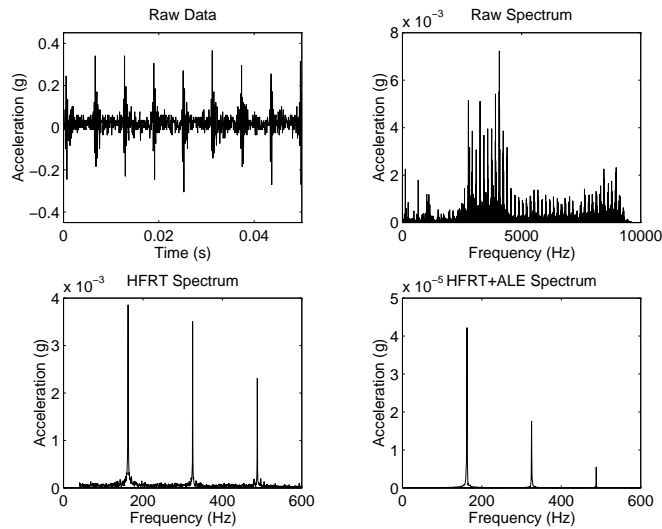 Raw Data
0.4
0.2
0
−0.2
−0.4
Acceleration (g)
0
0.02
0.04
Time (s)
Raw Spectrum
8 x 10⁻³
6
4
2
0
Acceleration (g)
0
5000
10000
Frequency (Hz)
HFRT Spectrum
4 x 10⁻³
3
2
1
0
Acceleration (g)
0
200
400
600
Frequency (Hz)
HFRT+ALE Spectrum
5 x 10⁻⁵
4
3
2
1
0
Acceleration (g)
0
200
400
600
Frequency (Hz)